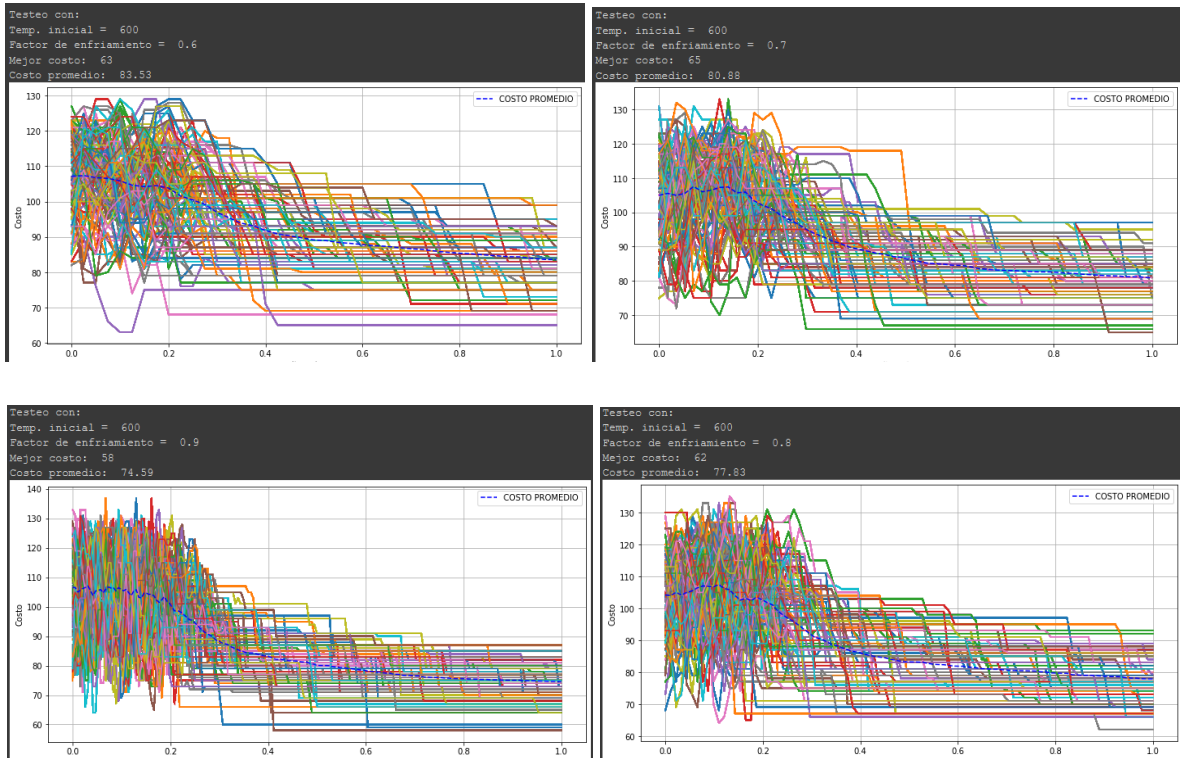 Testeo con:
Temp. inicial = 600
Factor de enfriamiento = 0.6
Mejor costo: 63
Costo promedio: 83.53
COSTO PROMEDIO
Costo
130
120
110
100
90
80
70
60
0.0 0.2 0.4 0.6 0.8 1.0
Testeo con:
Temp. inicial = 600
Factor de enfriamiento = 0.7
Mejor costo: 65
Costo promedio: 80.88
COSTO PROMEDIO
Costo
130
120
110
100
90
80
70
0.0 0.2 0.4 0.6 0.8 1.0
Testeo con:
Temp. inicial = 600
Factor de enfriamiento = 0.9
Mejor costo: 58
Costo promedio: 74.59
COSTO PROMEDIO
Costo
140
130
120
110
100
90
80
70
60
0.0 0.2 0.4 0.6 0.8 1.0
Testeo con:
Temp. inicial = 600
Factor de enfriamiento = 0.8
Mejor costo: 62
Costo promedio: 77.83
COSTO PROMEDIO
Costo
130
120
110
100
90
80
70
60
0.0 0.2 0.4 0.6 0.8 1.0